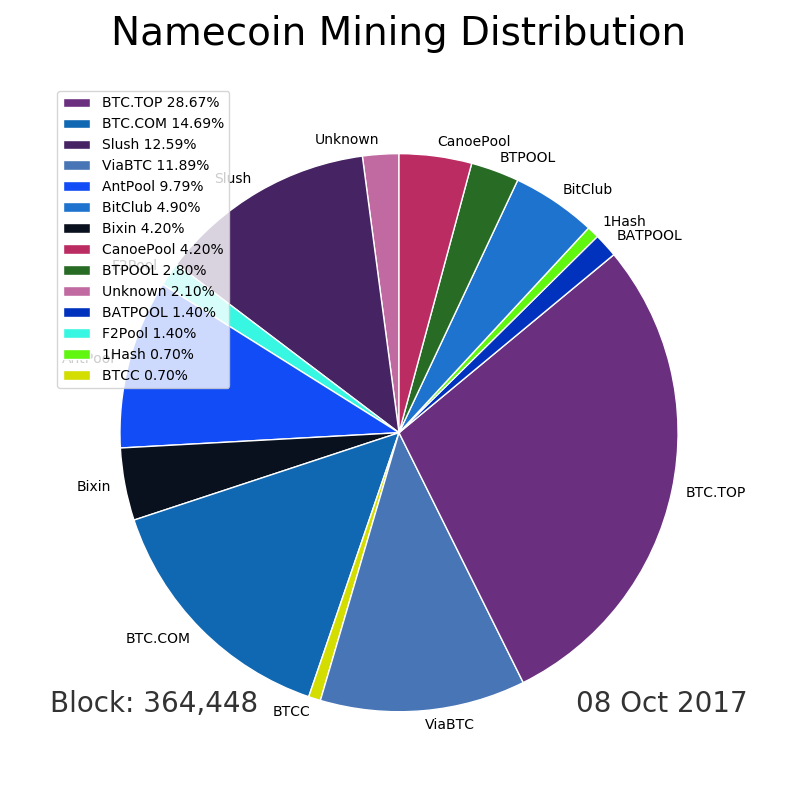 Namecoin Mining Distribution
BTC.TOP 28.67%
BTC.COM 14.69%
Slush 12.59%
ViaBTC 11.89%
AntPool 9.79%
BitClub 4.90%
Bixin 4.20%
CanoePool 4.20%
BTPOOL 2.80%
Unknown 2.10%
BATPOOL 1.40%
F2Pool 1.40%
1Hash 0.70%
BTCC 0.70%
Unknown
CanoePool
BTPOOL
BitClub
1Hash
BATPOOL
Slush
F2Pool
AntPool
Bixin
BTC.TOP
BTC.COM
BTCC
ViaBTC
Block: 364,448
08 Oct 2017